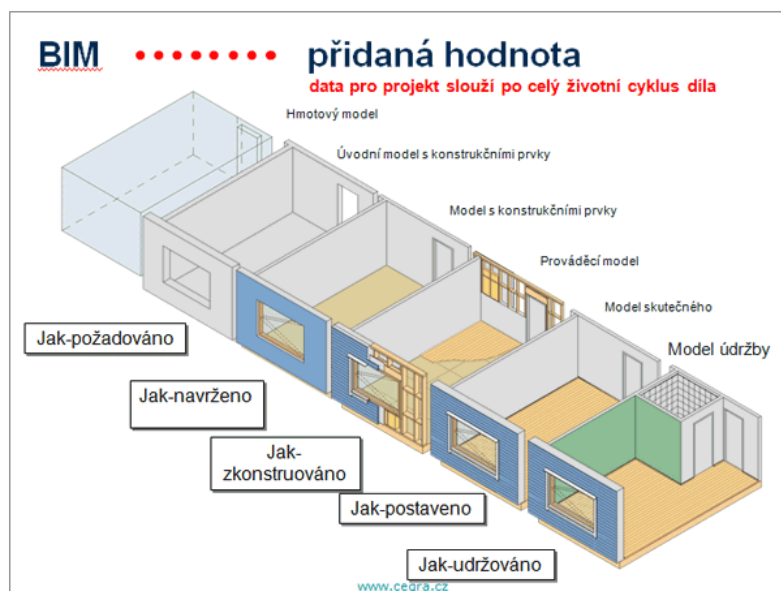 BIM •••••••• přidaná hodnota
data pro projekt slouží po celý životní cyklus díla
Hmotový model
Úvodní model s konstrukčními prvky
Model s konstrukčními prvky
Prováděcí model
Model skutečného
Model údržby
Jak-požadováno
Jak-navrženo
Jak-
zkonstruováno
Jak-postaveno
Jak-udržováno
www.cegra.cz